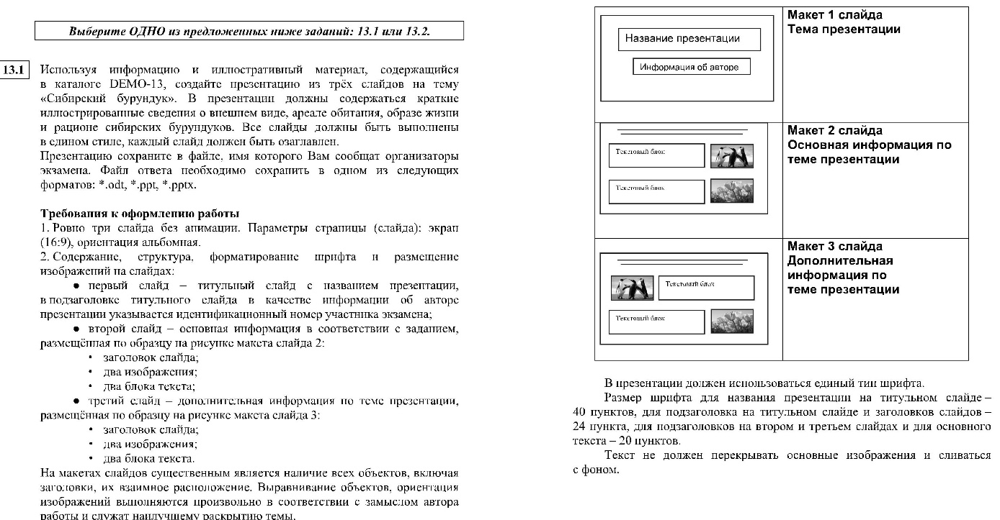 Выберите ОДНО из предложенных ниже заданий: 13.1 или 13.2.
13.1
Используя информацию и иллюстративный материал, содержащийся
в каталоге DEMO-13, создайте презентацию из трёх слайдов на тему
«Сибирский бурундук». В презентации должны содержаться краткие
иллюстрированные сведения о внешнем виде, ареале обитания, образе жизни
и рационе сибирских бурундуков. Все слайды должны быть выполнены
в едином стиле, каждый слайд должен быть озаглавлен.
Презентацию сохраните в файле, имя которого Вам сообщат организаторы
экзамена. Файл ответа необходимо сохранить в одном из следующих
форматов: *.odt, *.ppt, *.pptx.
Требования к оформлению работы
1. Ровно три слайда без анимации. Параметры страницы (слайда): экран
(16:9), ориентация альбомная.
2. Содержание, структура, форматирование шрифта и размещение
изображений на слайдах:
● первый слайд – титульный слайд с названием презентации,
в подзаголовке титульного слайда в качестве информации об авторе
презентации указывается идентификационный номер участника экзамена;
● второй слайд – основная информация в соответствии с заданием,
размещённая по образцу на рисунке макета слайда 2:
• заголовок слайда;
• два изображения;
• два блока текста;
● третий слайд – дополнительная информация по теме презентации,
размещённая по образцу на рисунке макета слайда 3:
• заголовок слайда;
• два изображения;
• два блока текста.
На макетах слайдов существенным является наличие всех объектов, включая
заголовки, их взаимное расположение. Выравнивание объектов, ориентация
изображений выполняются произвольно в соответствии с замыслом автора
работы и служат наилучшему раскрытию темы.
Название презентации
Информация об авторе
Макет 1 слайда
Тема презентации
Текстовый блок
Текстовый блок
Макет 2 слайда
Основная информация по
теме презентации
Текстовый блок
Текстовый блок
Макет 3 слайда
Дополнительная
информация по
теме презентации
В презентации должен использоваться единый тип шрифта.
Размер шрифта для названия презентации на титульном слайде –
40 пунктов, для подзаголовка на титульном слайде и заголовков слайдов –
24 пункта, для подзаголовков на втором и третьем слайдах и для основного
текста – 20 пунктов.
Текст не должен перекрывать основные изображения и сливаться
с фоном.